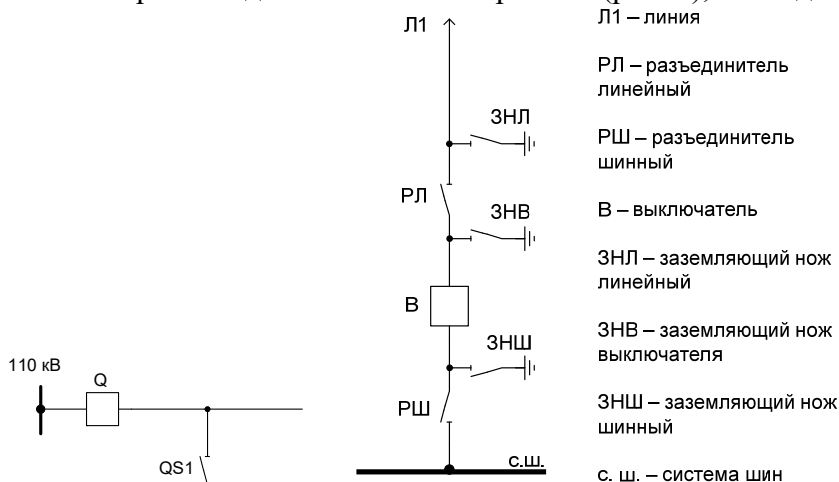 Л1
ЗНЛ
РЛ
ЗНВ
В
ЗНШ
РШ
с.ш.
Л1 – линия
РЛ – разъединитель
линейный
РШ – разъединитель
шинный
В – выключатель
ЗНЛ – заземляющий нож
линейный
ЗНВ – заземляющий нож
выключателя
ЗНШ – заземляющий нож
шинный
с. ш. – система шин
110 кВ
Q
QS1